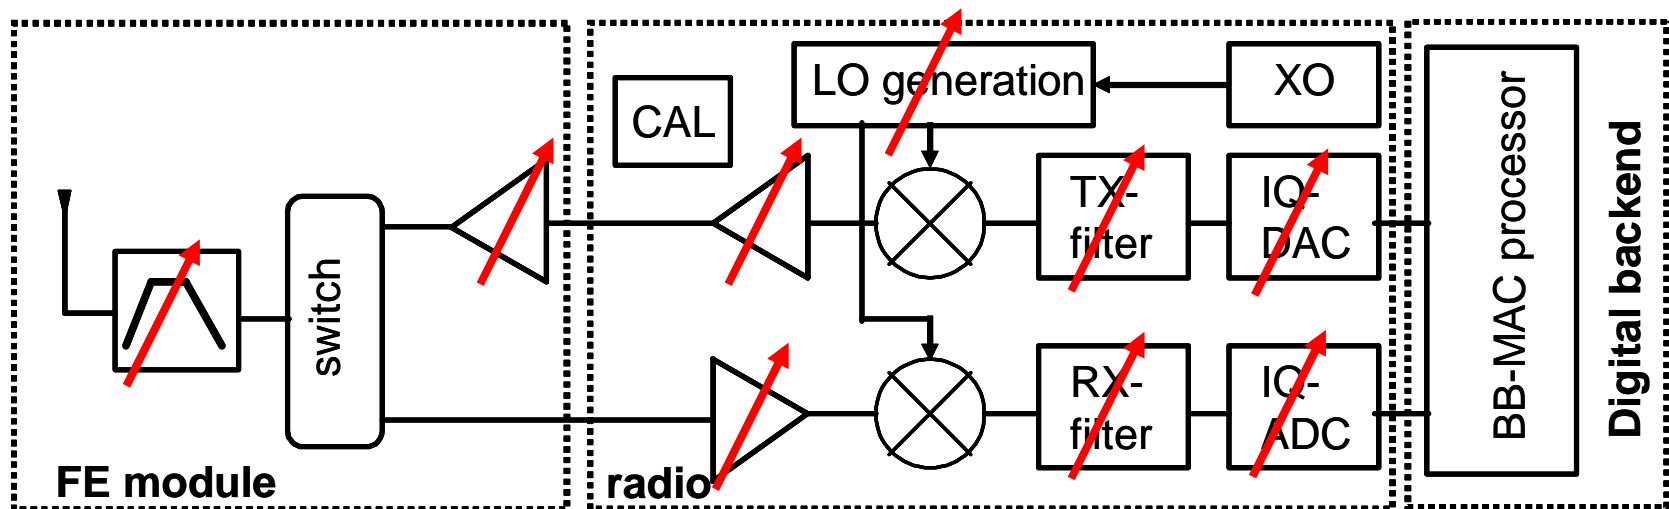 LO generation
XO
CAL
TX-
filter
IQ-
DAC
switch
RX-
filter
IQ-
ADC
BB-MAC processor
Digital backend
FE module
radio